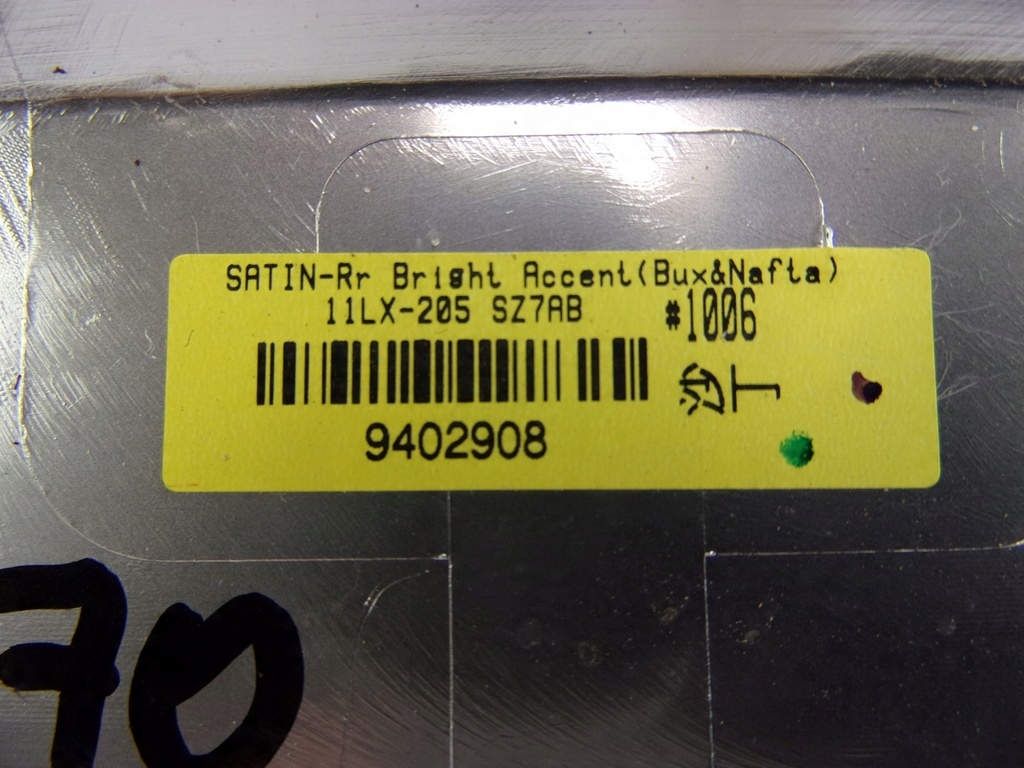 SATIN-Rr Bright Accent(Bux&Nafta)
11LX-205 SZ7AB #1006
9402908
70